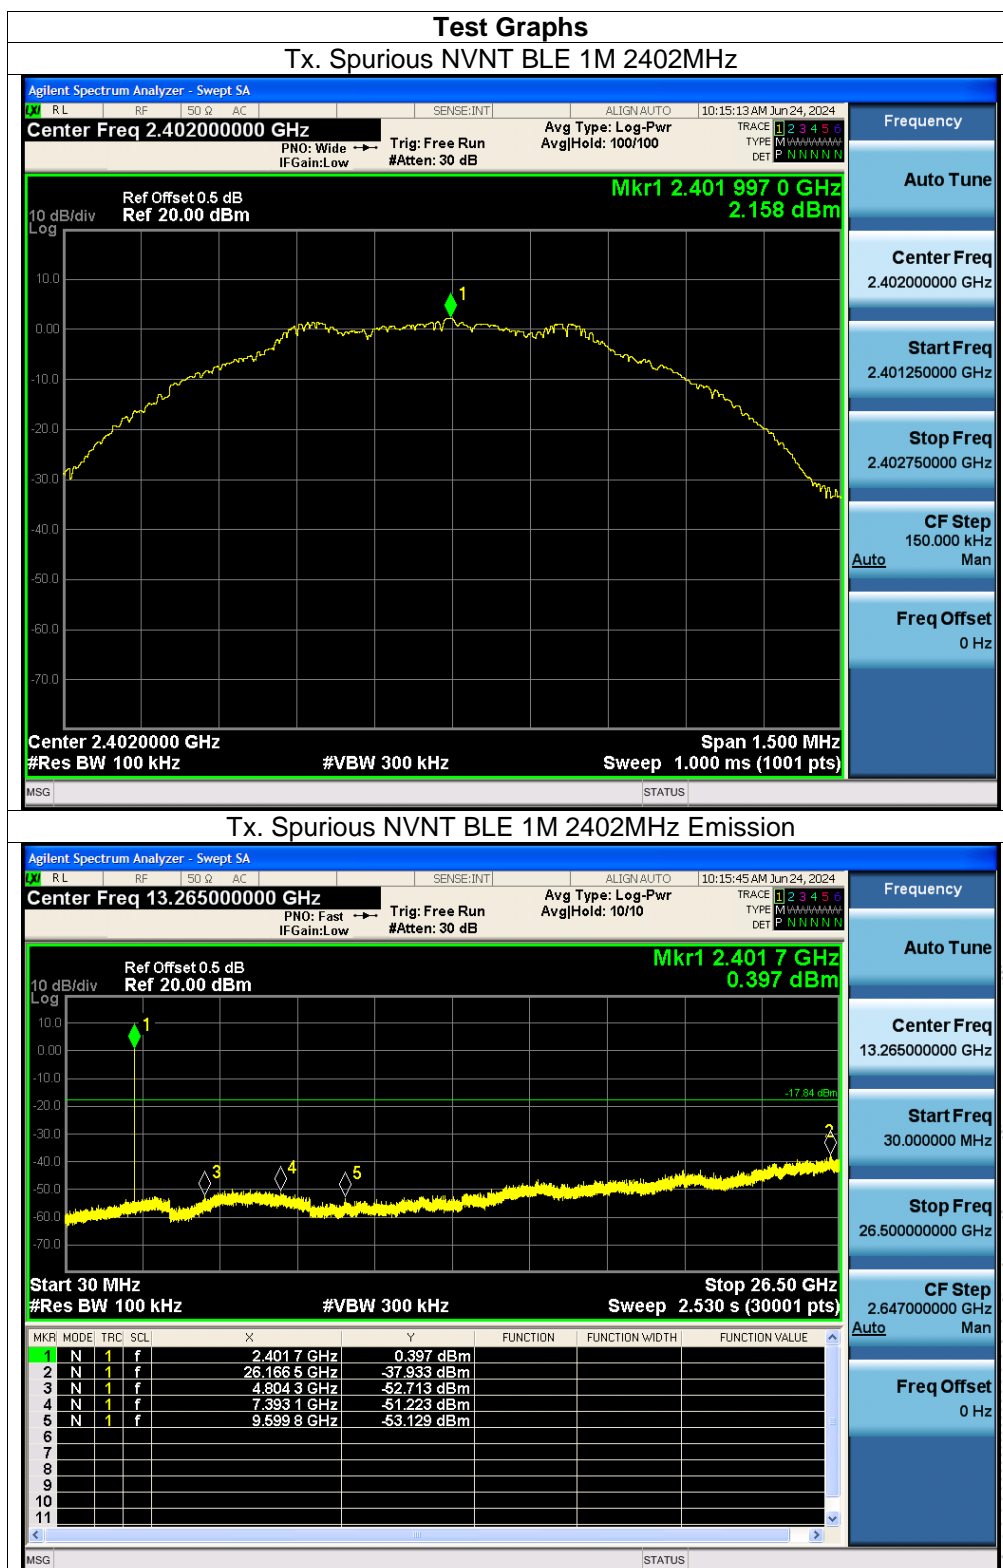 Test Graphs
Tx. Spurious NVNT BLE 1M 2402MHz
Agilent Spectrum Analyzer - Swept SA
LXI RL RF 50 Ω AC SENSE:INT ALIGN AUTO 10:15:13 AM Jun 24, 2024
Center Freq 2.402000000 GHz Avg Type: Log-Pwr TRACE 1 2 3 4 5 6 Frequency
PNO: Wide Trig: Free Run Avg|Hold: 100/100 TYPE M WWWWW
IFGain:Low #Atten: 30 dB DET P N N N N N
Auto Tune
Mkr1 2.401 997 0 GHz
Ref Offset 0.5 dB
10 dB/div Ref 20.00 dBm 2.158 dBm
Log
Center Freq
2.402000000 GHz
10.0
1
0.00
Start Freq
2.401250000 GHz
-10.0
-20.0
Stop Freq
2.402750000 GHz
-30.0
-40.0
CF Step
150.000 kHz
Auto Man
-50.0
-60.0
Freq Offset
0 Hz
-70.0
Center 2.4020000 GHz Span 1.500 MHz
#Res BW 100 kHz #VBW 300 kHz Sweep 1.000 ms (1001 pts)
MSG STATUS
Tx. Spurious NVNT BLE 1M 2402MHz Emission
Agilent Spectrum Analyzer - Swept SA
LXI RL RF 50 Ω AC SENSE:INT ALIGN AUTO 10:15:45 AM Jun 24, 2024
Center Freq 13.265000000 GHz Avg Type: Log-Pwr TRACE 1 2 3 4 5 6 Frequency
PNO: Fast Trig: Free Run Avg|Hold: 10/10 TYPE M WWWWW
IFGain:Low #Atten: 30 dB DET P N N N N N
Auto Tune
Mkr1 2.401 7 GHz
Ref Offset 0.5 dB
10 dB/div Ref 20.00 dBm 0.397 dBm
Log
10.0
1
Center Freq
13.265000000 GHz
0.00
-10.0
-17.84 dBm
-20.0
Start Freq
30.000000 MHz
-30.0
2
-40.0
3 4 5
-50.0
Stop Freq
26.500000000 GHz
-60.0
-70.0
Start 30 MHz Stop 26.50 GHz
#Res BW 100 kHz #VBW 300 kHz Sweep 2.530 s (30001 pts)
CF Step
2.647000000 GHz
Auto Man
MKR MODE TRC SCL X Y FUNCTION FUNCTION WIDTH FUNCTION VALUE
1 N 1 f 2.401 7 GHz 0.397 dBm
2 N 1 f 26.166 5 GHz -37.933 dBm
3 N 1 f 4.804 3 GHz -52.713 dBm
4 N 1 f 7.393 1 GHz -51.223 dBm
5 N 1 f 9.599 8 GHz -53.129 dBm
Freq Offset
0 Hz
6
7
8
9
10
11
MSG STATUS